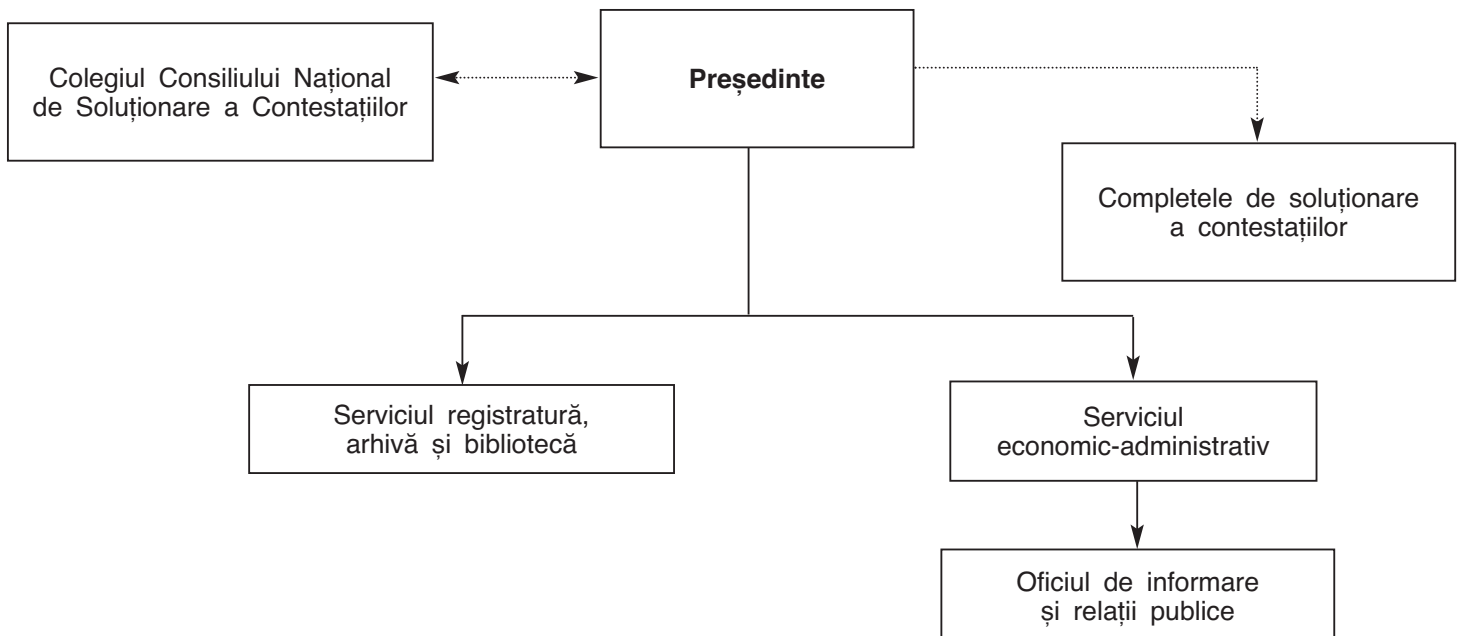 Colegiul Consiliului Național
de Soluționare a Contestațiilor
Președinte
Completele de soluționare
a contestațiilor
Serviciul registratură,
arhivă și bibliotecă
Serviciul
economic-administrativ
Oficiul de informare
și relații publice